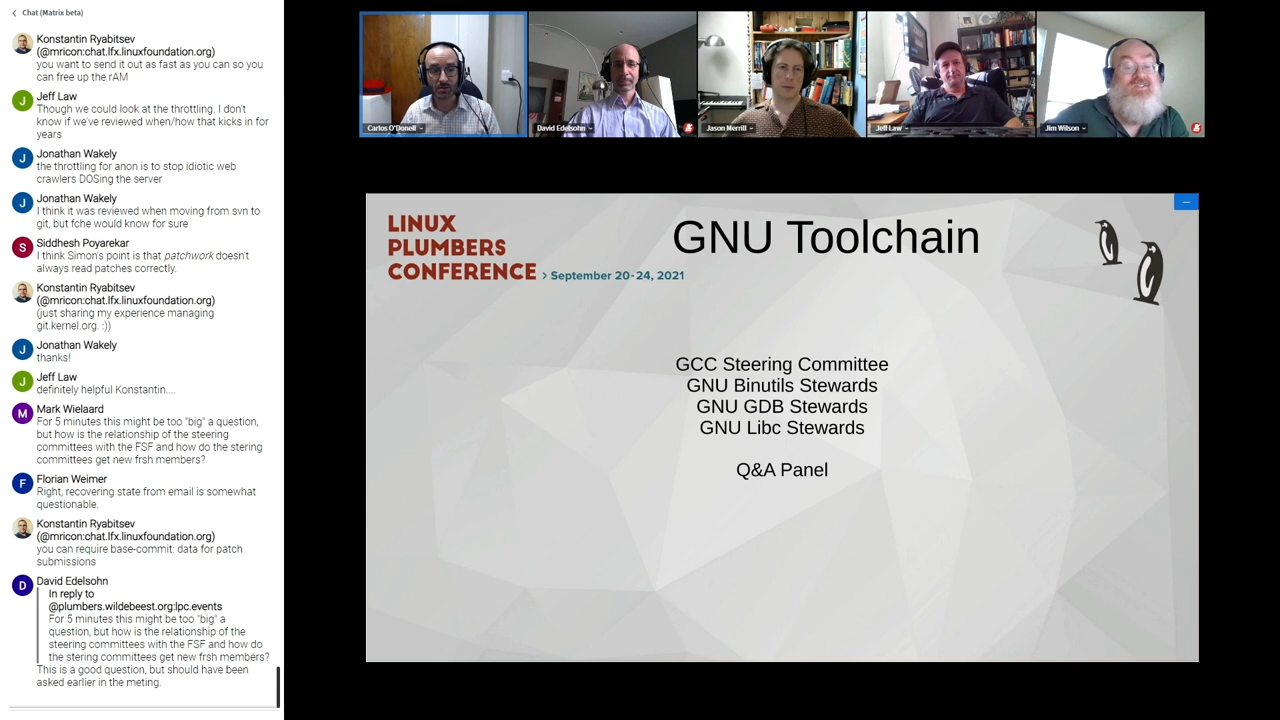 Chat (Matrix beta)
Konstantin Ryabitsev
(@mricon:chat.lfx.linuxfoundation.org)
you want to send it out as fast as you can so you
can free up the rAM
J
Jeff Law
Though we could look at the throttling. I don't
know if we've reviewed when/how that kicks in for
years
J
Jonathan Wakely
the throttling for anon is to stop idiotic web
crawlers DOSing the server
J
Jonathan Wakely
I think it was reviewed when moving from svn to
git, but fche would know for sure
S
Siddhesh Poyarekar
I think Simon's point is that patchwork doesn't
always read patches correctly.
Konstantin Ryabitsev
(@mricon:chat.lfx.linuxfoundation.org)
(just sharing my experience managing
git.kernel.org. :))
J
Jonathan Wakely
thanks!
J
Jeff Law
definitely helpful Konstantin....
M
Mark Wielaard
For 5 minutes this might be too "big" a question,
but how is the relationship of the steering
committees with the FSF and how do the stering
committees get new frsh members?
F
Florian Weimer
Right, recovering state from email is somewhat
questionable.
Konstantin Ryabitsev
(@mricon:chat.lfx.linuxfoundation.org)
you can require base-commit: data for patch
submissions
D
David Edelsohn
In reply to
@plumbers.wildebeest.org:lpc.events
For 5 minutes this might be too "big" a
question, but how is the relationship of the
steering committees with the FSF and how do
the stering committees get new frsh members?
This is a good question, but should have been
asked earlier in the meting.
Carlos O'Donell
David Edelsohn
Jason Merrill
Jeff Law
Jim Wilson
LINUX
PLUMBERS
CONFERENCE > September 20-24, 2021
GNU Toolchain
GCC Steering Committee
GNU Binutils Stewards
GNU GDB Stewards
GNU Libc Stewards
Q&A Panel